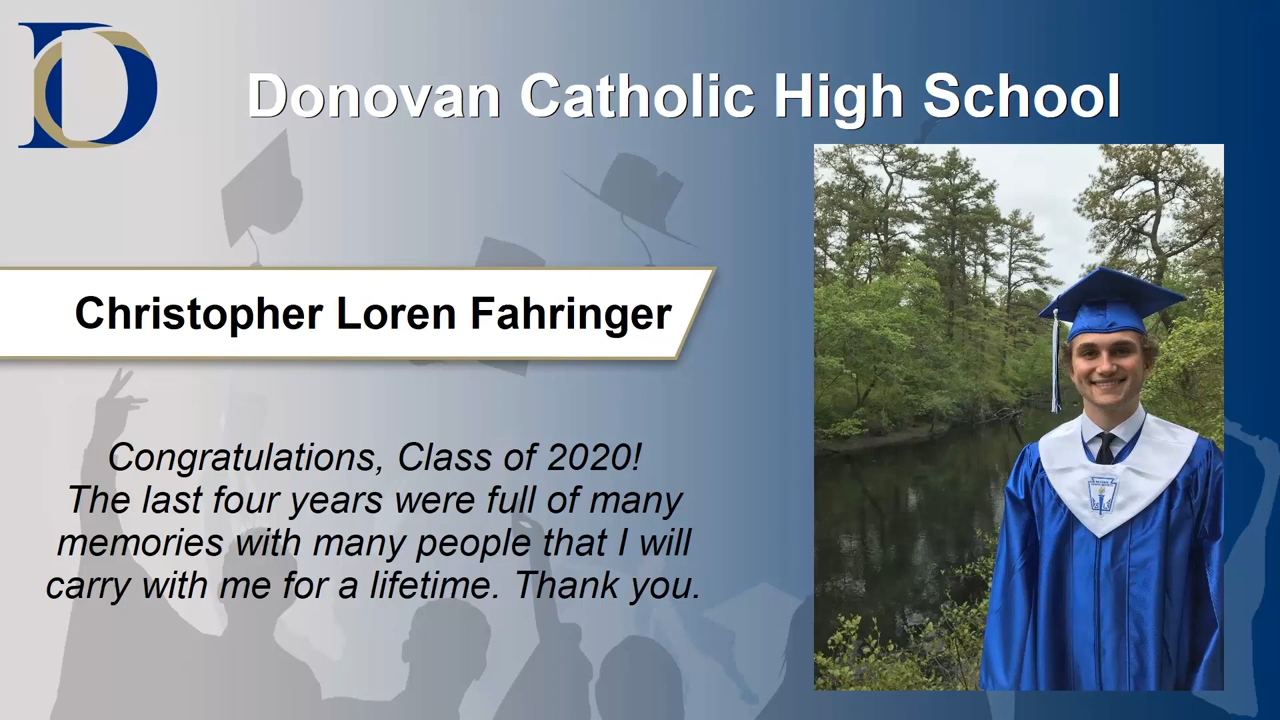 Donovan Catholic High School
Christopher Loren Fahringer
Congratulations, Class of 2020!
The last four years were full of many
memories with many people that I will
carry with me for a lifetime. Thank you.